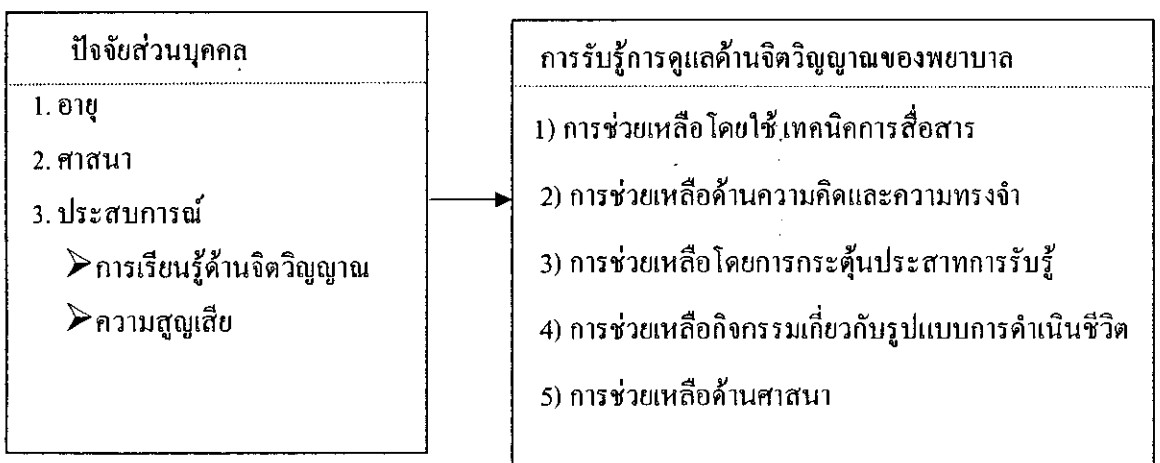 ปัจจัยส่วนบุคคล
1. อายุ
2. ศาสนา
3. ประสบการณ์
➢การเรียนรู้ด้านจิตวิญญาณ
➢ความสูญเสีย
การรับรู้การดูแลด้านจิตวิญญาณของพยาบาล
1) การช่วยเหลือโดยใช้เทคนิคการสื่อสาร
2) การช่วยเหลือด้านความคิดและความทรงจำ
3) การช่วยเหลือโดยการกระตุ้นประสาทการรับรู้
4) การช่วยเหลือกิจกรรมเกี่ยวกับรูปแบบการดำเนินชีวิต
5) การช่วยเหลือด้านศาสนา